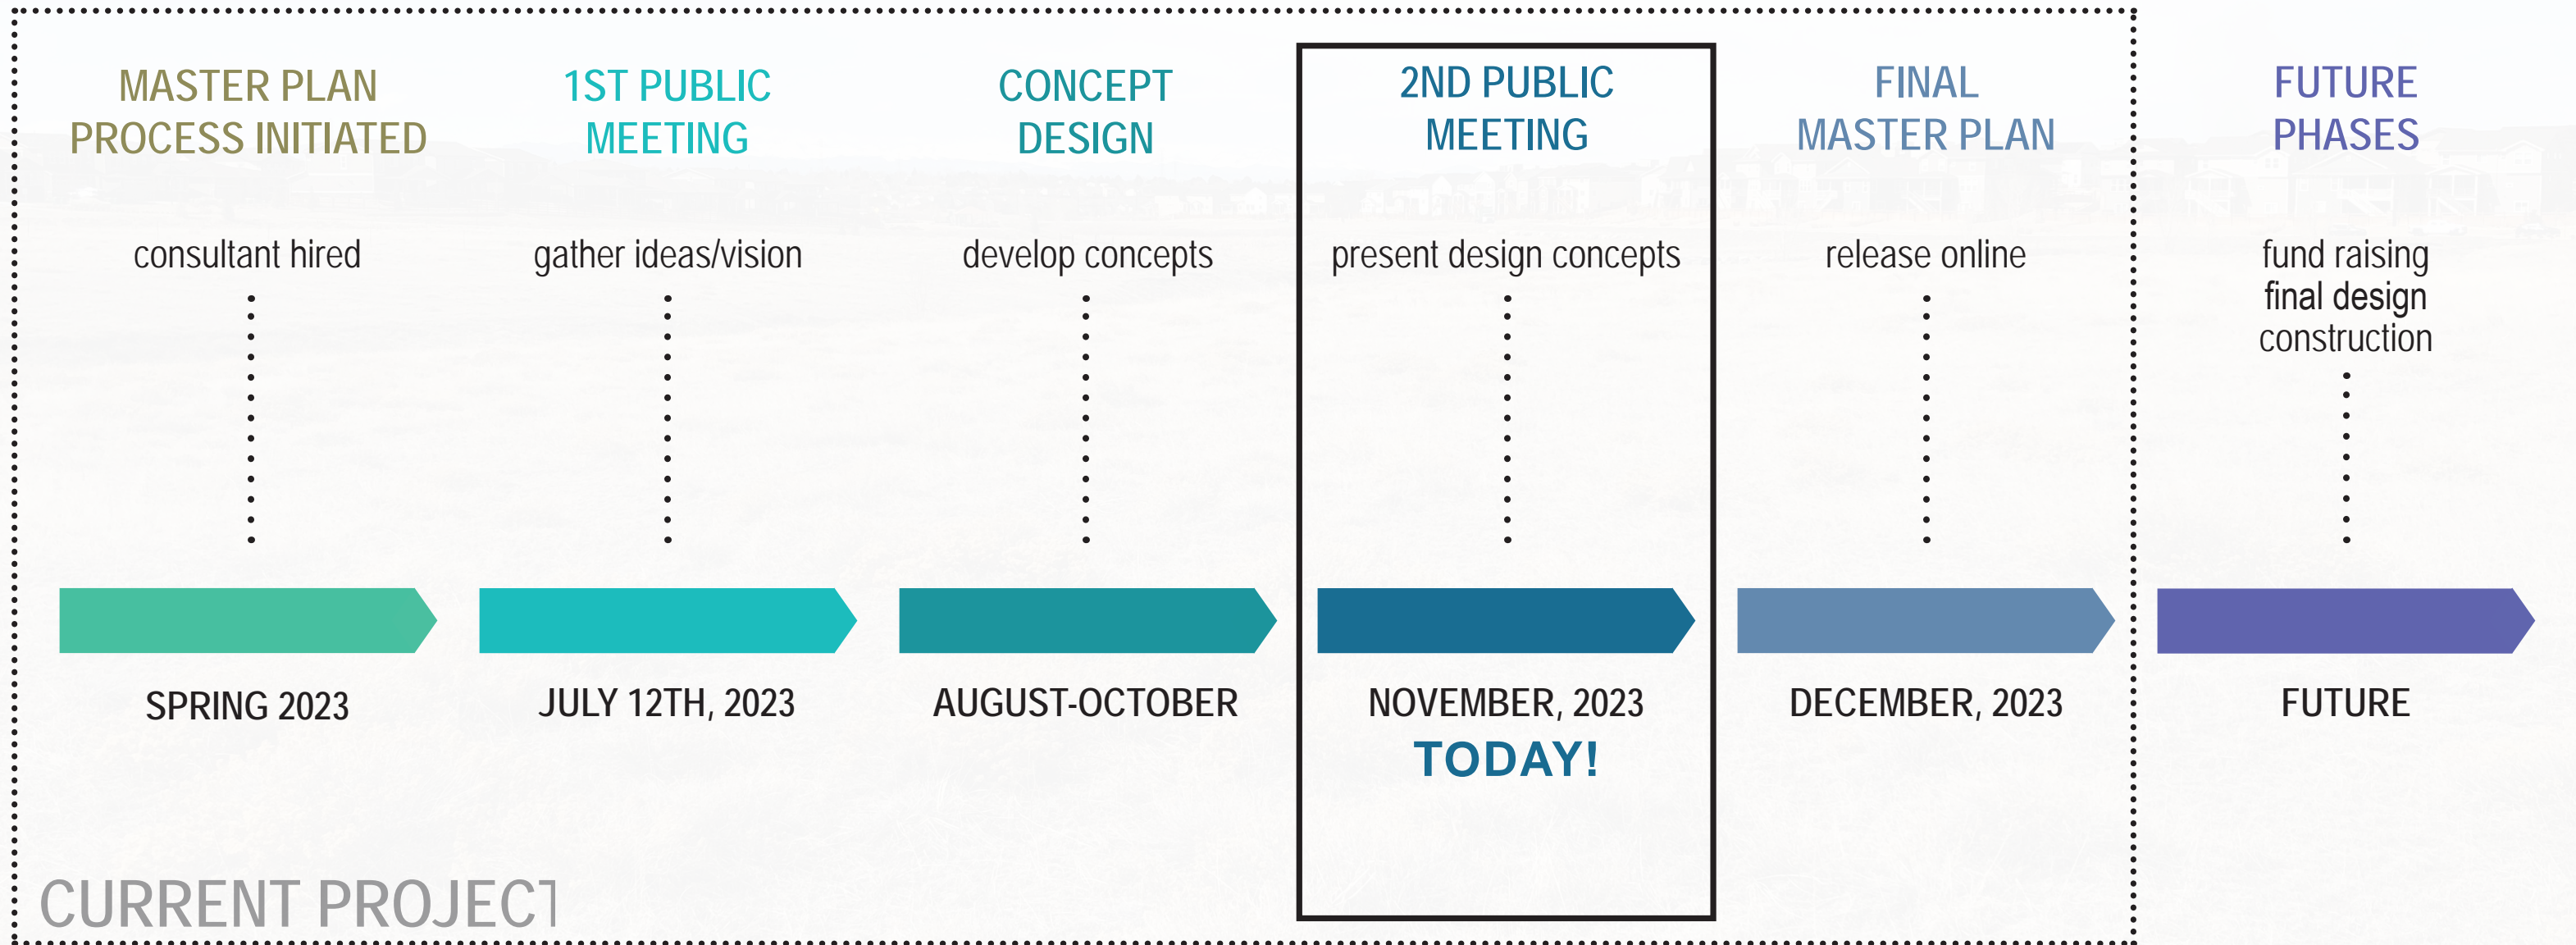 MASTER PLAN
PROCESS INITIATED
consultant hired
SPRING 2023
1ST PUBLIC
MEETING
gather ideas/vision
JULY 12TH, 2023
CONCEPT
DESIGN
develop concepts
AUGUST-OCTOBER
2ND PUBLIC
MEETING
present design concepts
NOVEMBER, 2023
TODAY!
FINAL
MASTER PLAN
release online
DECEMBER, 2023
FUTURE
PHASES
fund raising
final design
construction
FUTURE
CURRENT PROJECT